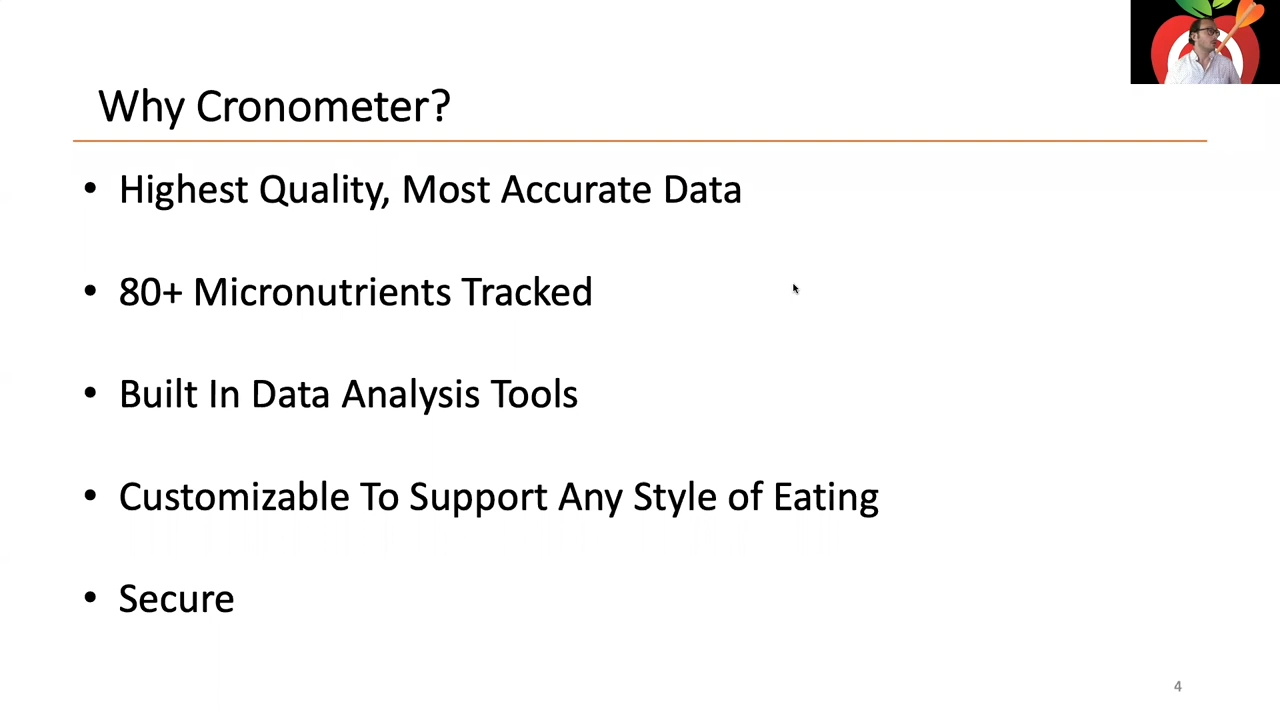 Why Cronometer?
• Highest Quality, Most Accurate Data
• 80+ Micronutrients Tracked
• Built In Data Analysis Tools
• Customizable To Support Any Style of Eating
• Secure
4